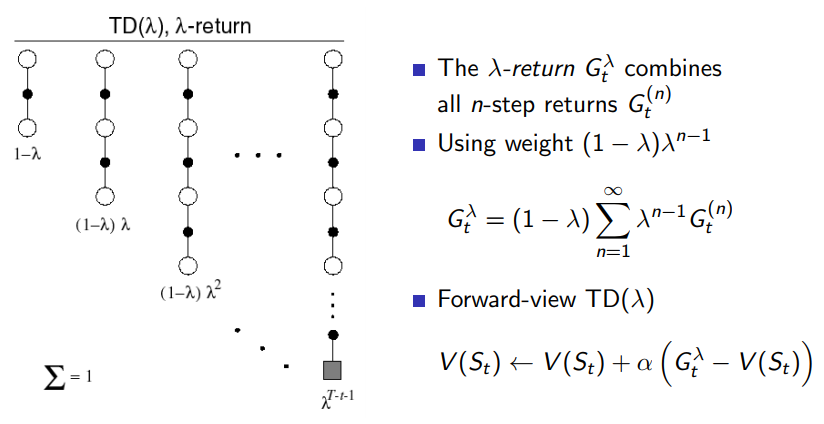 TD(λ), λ-return
1−λ
(1−λ) λ
(1−λ) λ²
λ^{T-t-1}
∑ = 1
The λ-return G_t^λ combines
all n-step returns G_t^{(n)}
Using weight (1 − λ)λ^{n−1}
G_t^λ = (1 − λ) ∑_{n=1}^{∞} λ^{n−1} G_t^{(n)}
Forward-view TD(λ)
V(S_t) ← V(S_t) + α (G_t^λ − V(S_t))